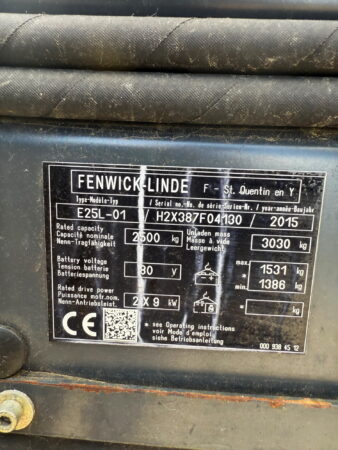 FENWICK-LINDE F - St. Quentin en Y
Type-Modèle-Typ / Serial no.-No. de série-Serien-Nr. / year-année-Baujahr
E25L-01 / H2X387F04130 2015
Rated capacity
Capacité nominale 2500 kg
Nenn-Tragfähigkeit
Unladen mass
Masse à vide 3030 kg
Leergewicht
Battery voltage
Tension batterie 80 V
Batteriespannung
max. 1531 kg
*
min. 1386 kg
Rated drive power
Puissance motr.nom. 2 X 9 kW
Nenn-Antriebsleist.
* kg
CE
* see Operating instructions
voir Mode d'emploi
siehe Betriebsanleitung
000 938 45 12